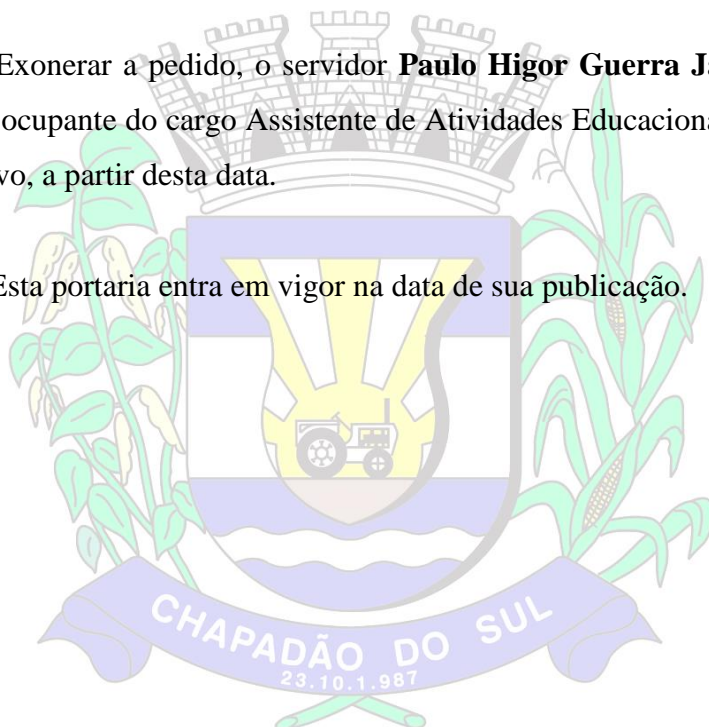 Exonerar a pedido, o servidor Paulo Higor Guerra Ja
ocupante do cargo Assistente de Atividades Educaciona
vo, a partir desta data.
Esta portaria entra em vigor na data de sua publicação.
CHAPADÃO DO SUL
23.10.1.987